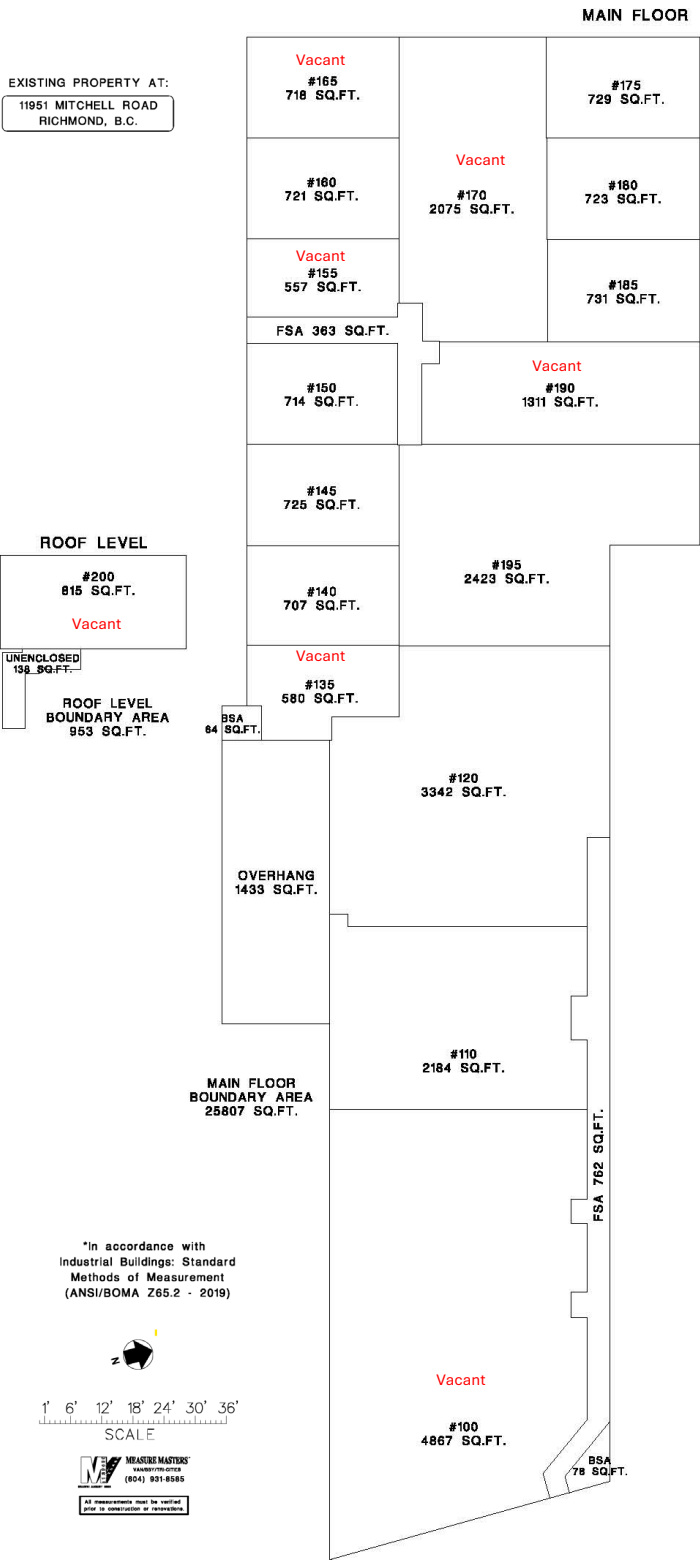 MAIN FLOOR
EXISTING PROPERTY AT:
11951 MITCHELL ROAD
RICHMOND, B.C.
Vacant
#165
718 SQ.FT.
#175
729 SQ.FT.
#160
721 SQ.FT.
Vacant
#170
2075 SQ.FT.
#180
723 SQ.FT.
Vacant
#155
557 SQ.FT.
#185
731 SQ.FT.
FSA 363 SQ.FT.
#150
714 SQ.FT.
Vacant
#190
1311 SQ.FT.
#145
725 SQ.FT.
ROOF LEVEL
#200
815 SQ.FT.
Vacant
UNENCLOSED
138 SQ.FT.
ROOF LEVEL
BOUNDARY AREA
953 SQ.FT.
#195
2423 SQ.FT.
#140
707 SQ.FT.
Vacant
#135
580 SQ.FT.
BSA
64 SQ.FT.
#120
3342 SQ.FT.
OVERHANG
1433 SQ.FT.
#110
2184 SQ.FT.
MAIN FLOOR
BOUNDARY AREA
25807 SQ.FT.
FSA 762 SQ.FT.
*In accordance with
Industrial Buildings: Standard
Methods of Measurement
(ANSI/BOMA Z65.2 - 2019)
N
1' 6' 12' 18' 24' 30' 36'
SCALE
MEASURE MASTERS
VAN/BBY/TRI-CITIES
(604) 931-8585
All measurements must be verified
prior to construction or renovations.
Vacant
#100
4867 SQ.FT.
BSA
78 SQ.FT.